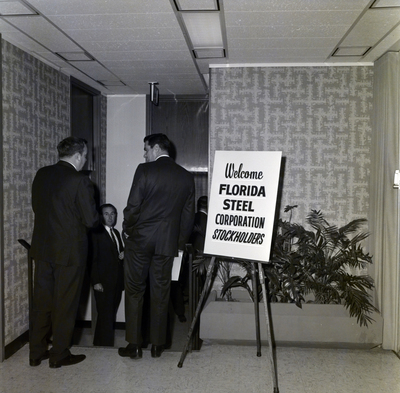 Welcome
FLORIDA
STEEL
CORPORATION
STOCKHOLDERS